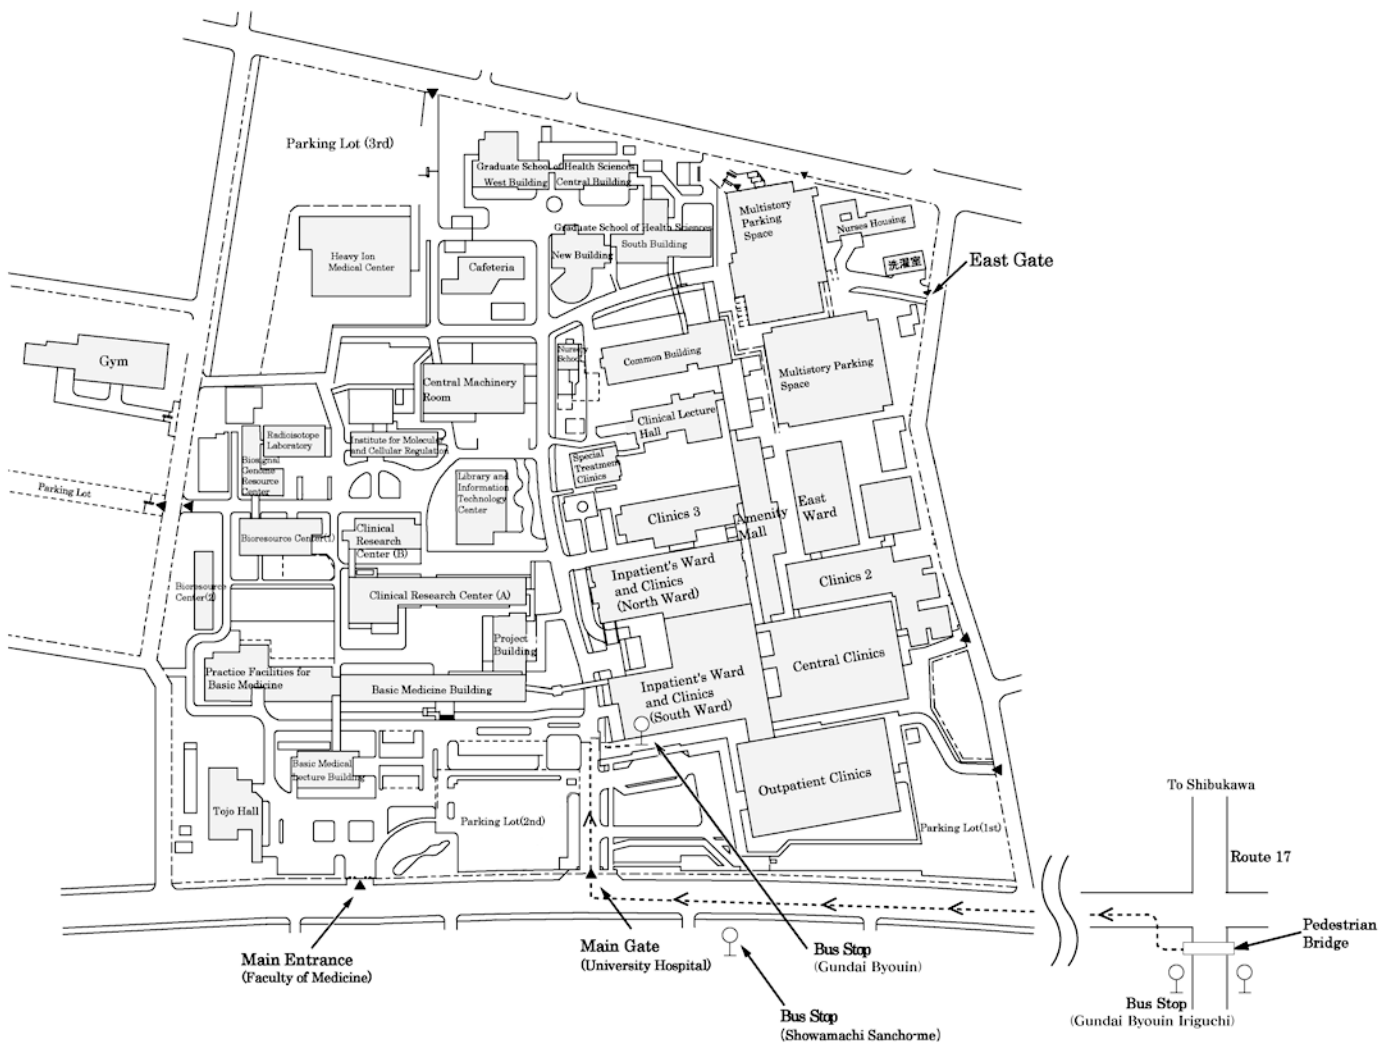 Parking Lot (3rd)
Graduate School of Health Sciences
West Building
Central Building
Multistory
Parking
Space
Nurses Housing
Graduate School of Health Sciences
South Building
New Building
Heavy Ion
Medical Center
Cafeteria
洗濯室
East Gate
Gym
Nursery
School
Common Building
Multistory Parking
Space
Central Machinery
Room
Clinical Lecture
Hall
Radioisotope
Laboratory
Institute for Molecular
and Cellular Regulation
Biosignal
Genome
Resource
Center
Special
Treatment
Clinics
Library and
Information
Technology
Center
Parking Lot
Clinics 3
Amenity
Mall
East
Ward
Bioresource Center(1)
Clinical
Research
Center (B)
Inpatient's Ward
and Clinics
(North Ward)
Clinics 2
Bioresource
Center(2)
Clinical Research Center (A)
Project
Building
Central Clinics
Practice Facilities for
Basic Medicine
Basic Medicine Building
Inpatient's Ward
and Clinics
(South Ward)
Basic Medical
Lecture Building
Outpatient Clinics
Tojo Hall
Parking Lot(2nd)
Parking Lot(1st)
To Shibukawa
Route 17
Main Entrance
(Faculty of Medicine)
Main Gate
(University Hospital)
Bus Stop
(Gundai Byouin)
Pedestrian
Bridge
Bus Stop
(Showamachi Sancho-me)
Bus Stop
(Gundai Byouin Iriguchi)